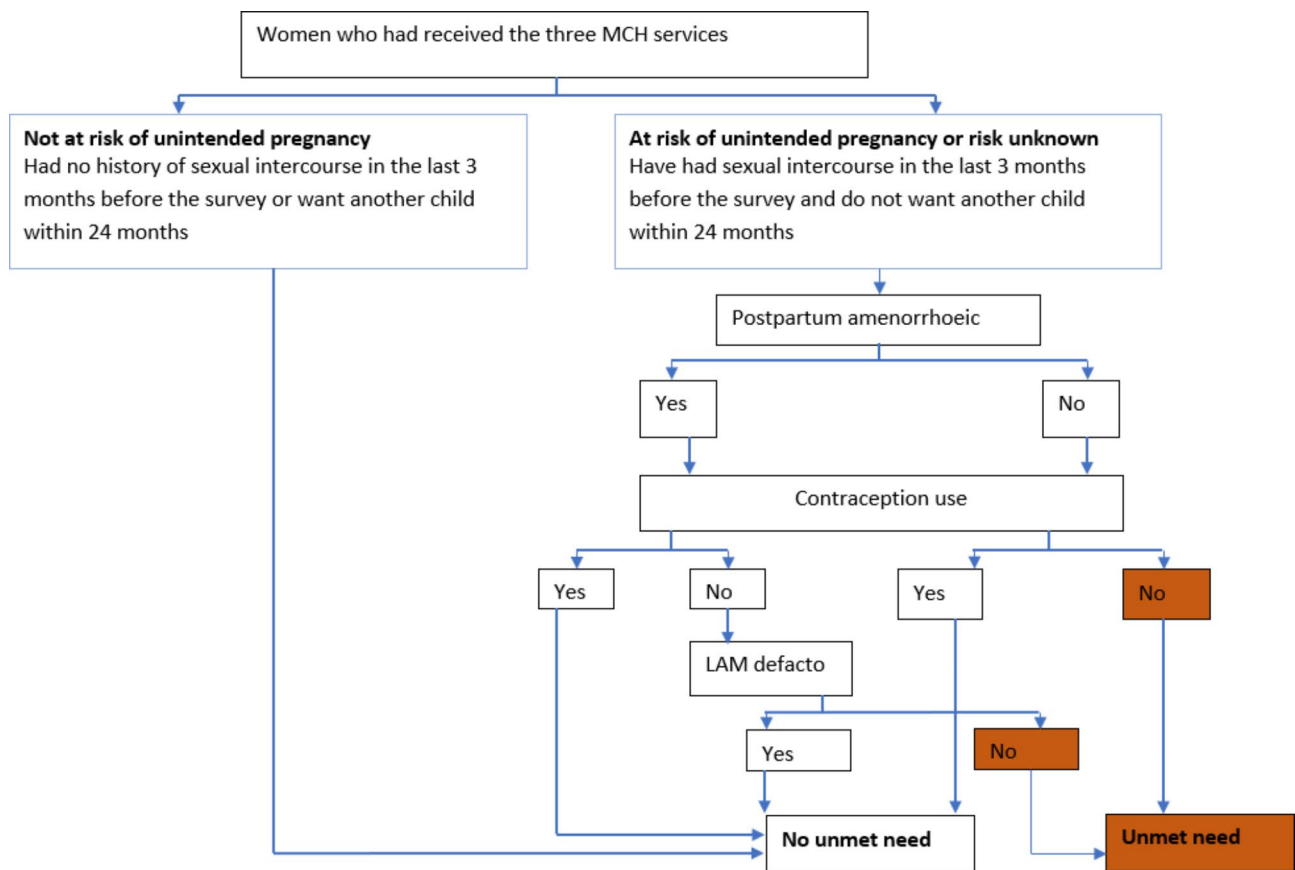 Women who had received the three MCH services
Not at risk of unintended pregnancy
Had no history of sexual intercourse in the last 3
months before the survey or want another child
within 24 months
At risk of unintended pregnancy or risk unknown
Have had sexual intercourse in the last 3 months
before the survey and do not want another child
within 24 months
Postpartum amenorrhoeic
Yes
No
Contraception use
Yes
No
Yes
No
LAM defacto
Yes
No
No unmet need
Unmet need